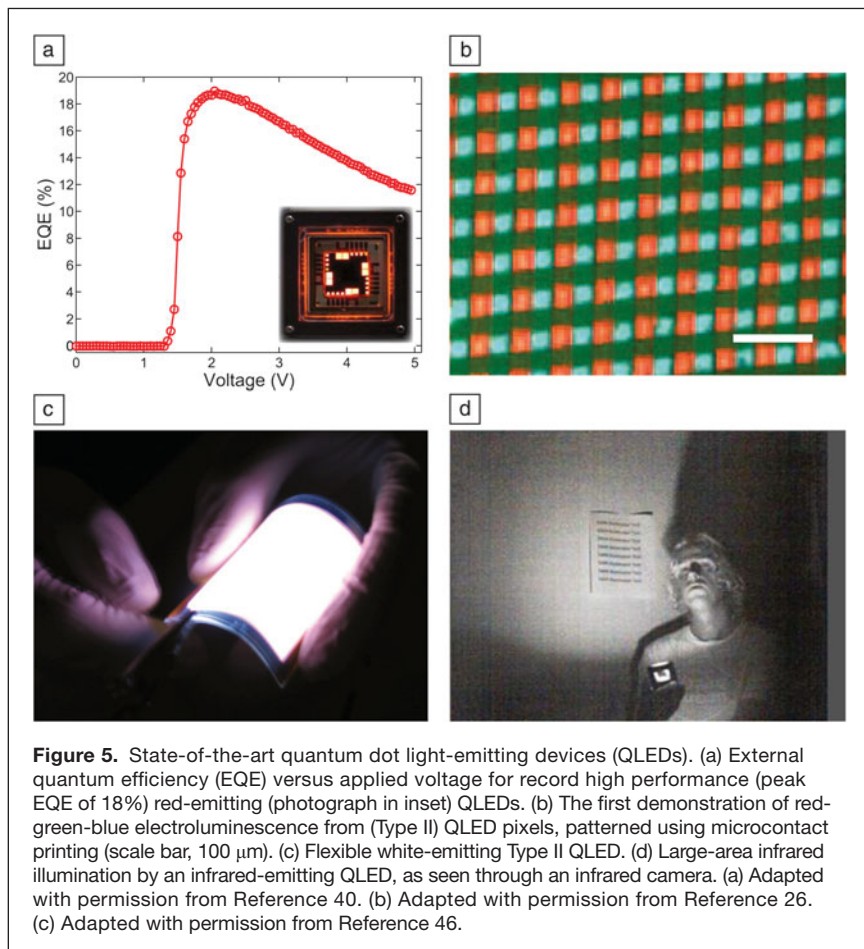 a
b
20
18
16
14
12
10
8
6
4
2
0
EQE (%)
0
1
2
3
4
5
Voltage (V)
c
d
Figure 5. State-of-the-art quantum dot light-emitting devices (QLEDs). (a) External
quantum efficiency (EQE) versus applied voltage for record high performance (peak
EQE of 18%) red-emitting (photograph in inset) QLEDs. (b) The first demonstration of red-
green-blue electroluminescence from (Type II) QLED pixels, patterned using microcontact
printing (scale bar, 100 μm). (c) Flexible white-emitting Type II QLED. (d) Large-area infrared
illumination by an infrared-emitting QLED, as seen through an infrared camera. (a) Adapted
with permission from Reference 40. (b) Adapted with permission from Reference 26.
(c) Adapted with permission from Reference 46.